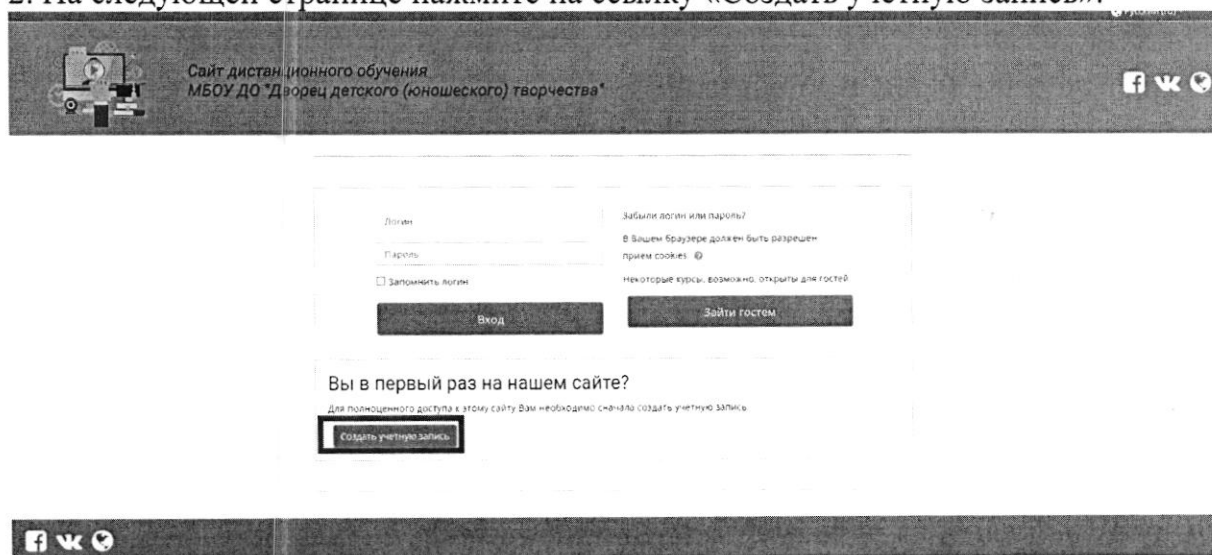 2. На следующей странице нажмите на ссылку «Создать учетную запись».
Сайт дистанционного обучения
МБОУ ДО "Дворец детского (юношеского) творчества"
Логин
Пароль
Запомнить логин
Вход
Забыли логин или пароль?
В Вашем браузере должен быть разрешен
прием cookies
Некоторые курсы, возможно, открыты для гостей
Зайти гостем
Вы в первый раз на нашем сайте?
Для полноценного доступа к этому сайту Вам необходимо сначала создать учетную запись
Создать учетную запись